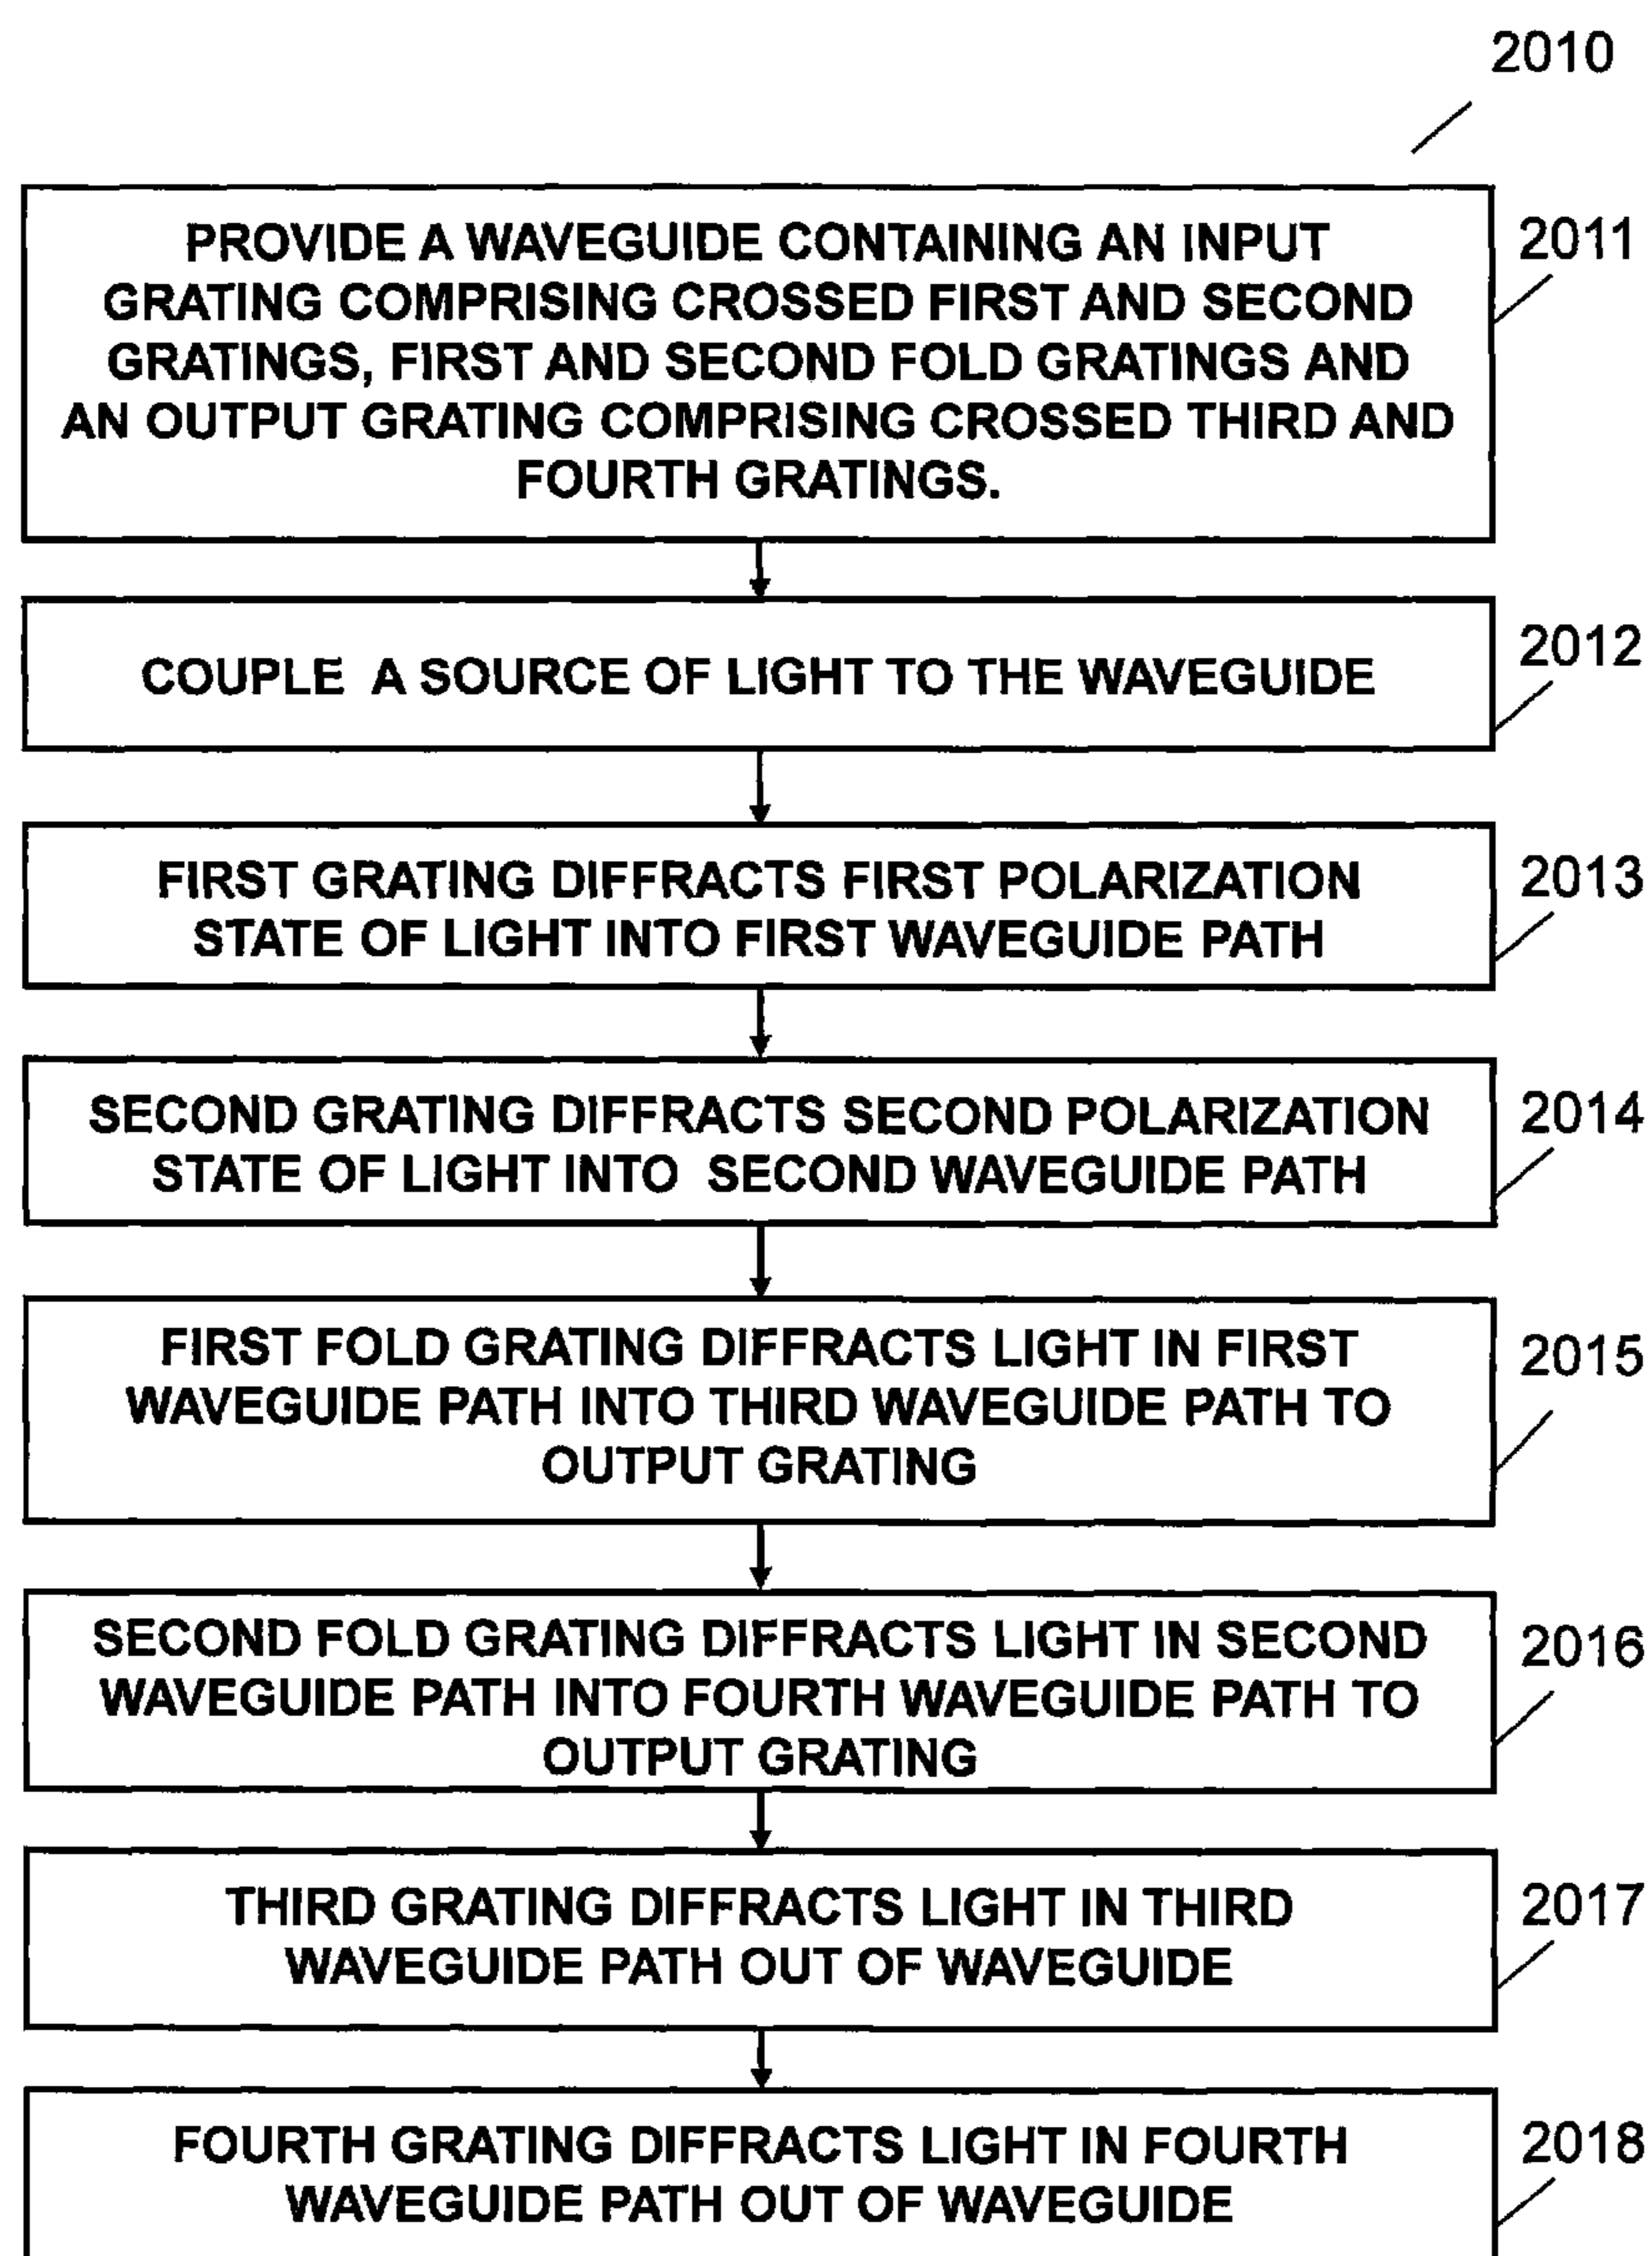 2010
PROVIDE A WAVEGUIDE CONTAINING AN INPUT
GRATING COMPRISING CROSSED FIRST AND SECOND
GRATINGS, FIRST AND SECOND FOLD GRATINGS AND
AN OUTPUT GRATING COMPRISING CROSSED THIRD AND
FOURTH GRATINGS.
2011
COUPLE A SOURCE OF LIGHT TO THE WAVEGUIDE
2012
FIRST GRATING DIFFRACTS FIRST POLARIZATION
STATE OF LIGHT INTO FIRST WAVEGUIDE PATH
2013
SECOND GRATING DIFFRACTS SECOND POLARIZATION
STATE OF LIGHT INTO SECOND WAVEGUIDE PATH
2014
FIRST FOLD GRATING DIFFRACTS LIGHT IN FIRST
WAVEGUIDE PATH INTO THIRD WAVEGUIDE PATH TO
OUTPUT GRATING
2015
SECOND FOLD GRATING DIFFRACTS LIGHT IN SECOND
WAVEGUIDE PATH INTO FOURTH WAVEGUIDE PATH TO
OUTPUT GRATING
2016
THIRD GRATING DIFFRACTS LIGHT IN THIRD
WAVEGUIDE PATH OUT OF WAVEGUIDE
2017
FOURTH GRATING DIFFRACTS LIGHT IN FOURTH
WAVEGUIDE PATH OUT OF WAVEGUIDE
2018